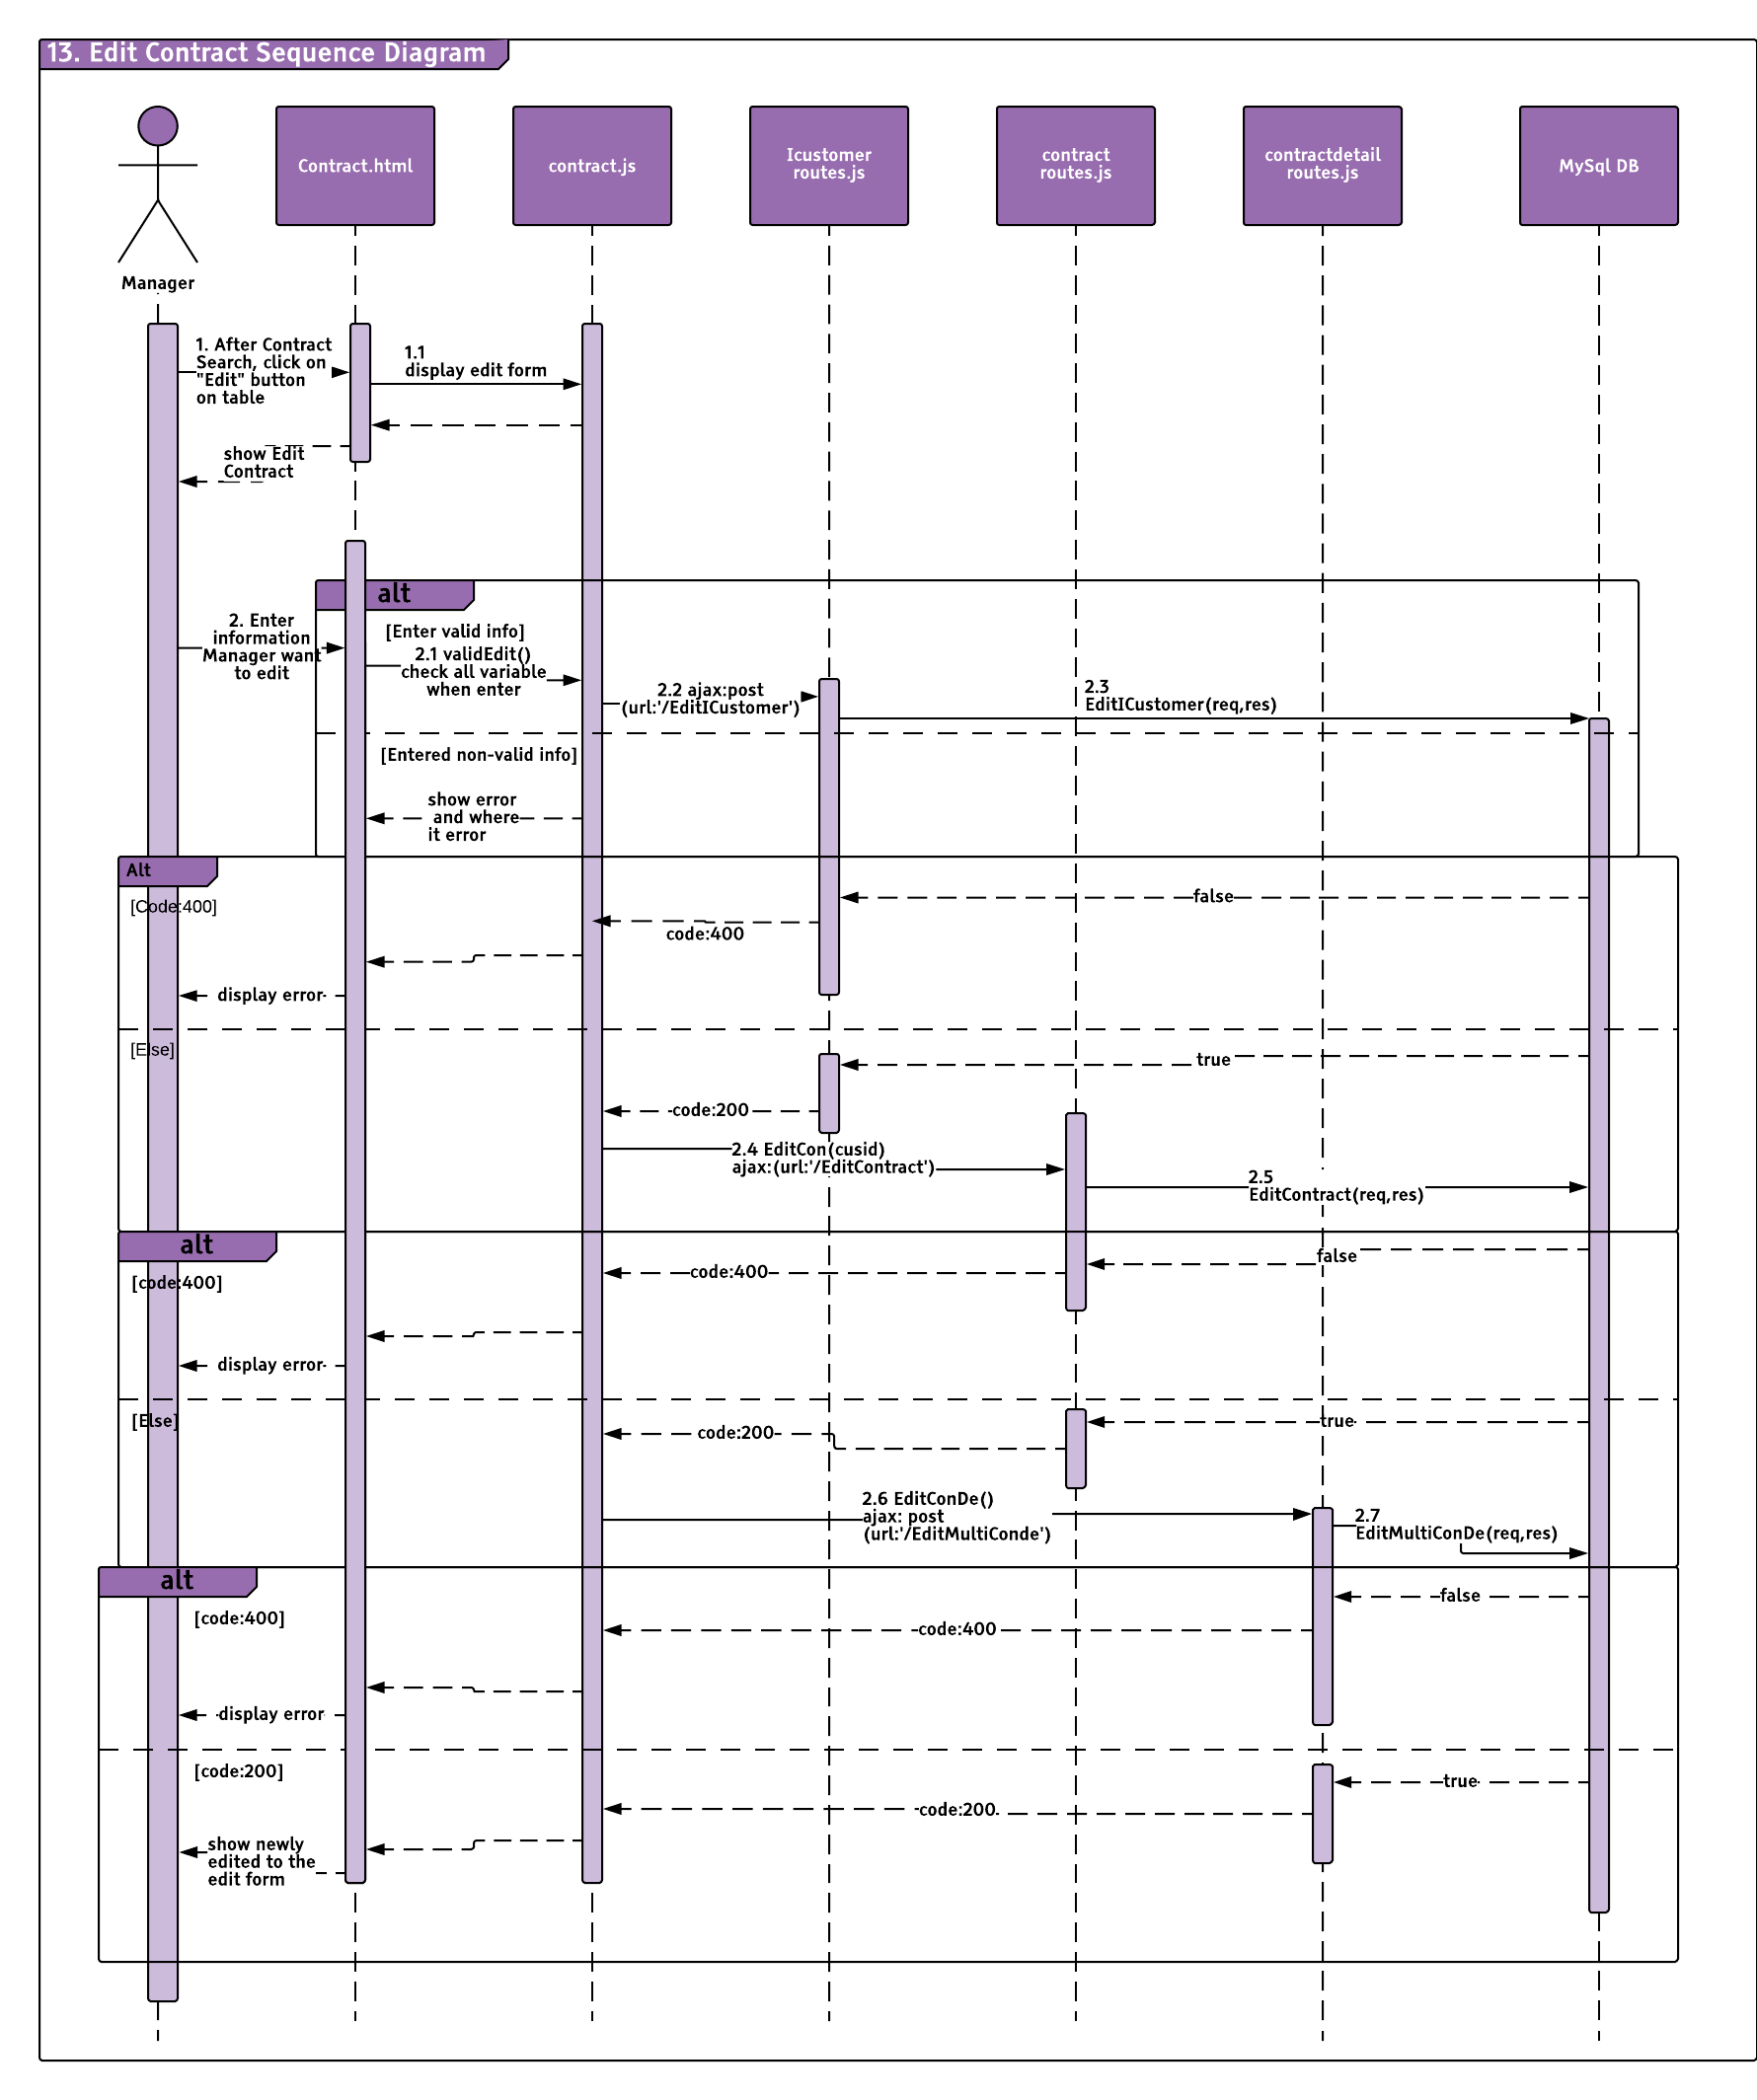 13. Edit Contract Sequence Diagram
Manager
Contract.html
contract.js
Icustomer
routes.js
contract
routes.js
contractdetail
routes.js
MySql DB
1. After Contract
Search, click on
"Edit" button
on table
1.1
display edit form
show Edit
Contract
alt
[Enter valid info]
2. Enter
information
Manager want
to edit
2.1 validEdit()
check all variable
when enter
2.2 ajax:post
(url:'/EditICustomer')
2.3
EditICustomer(req,res)
[Entered non-valid info]
show error
and where
it error
Alt
[Code:400]
false
code:400
display error
[Else]
true
code:200
2.4 EditCon(cusid)
ajax:(url:'/EditContract')
2.5
EditContract(req,res)
alt
[code:400]
false
code:400
display error
[Else]
true
code:200
2.6 EditConDe()
ajax: post
(url:'/EditMultiConde')
2.7
EditMultiConDe(req,res)
alt
[code:400]
false
code:400
display error
[code:200]
true
code:200
show newly
edited to the
edit form